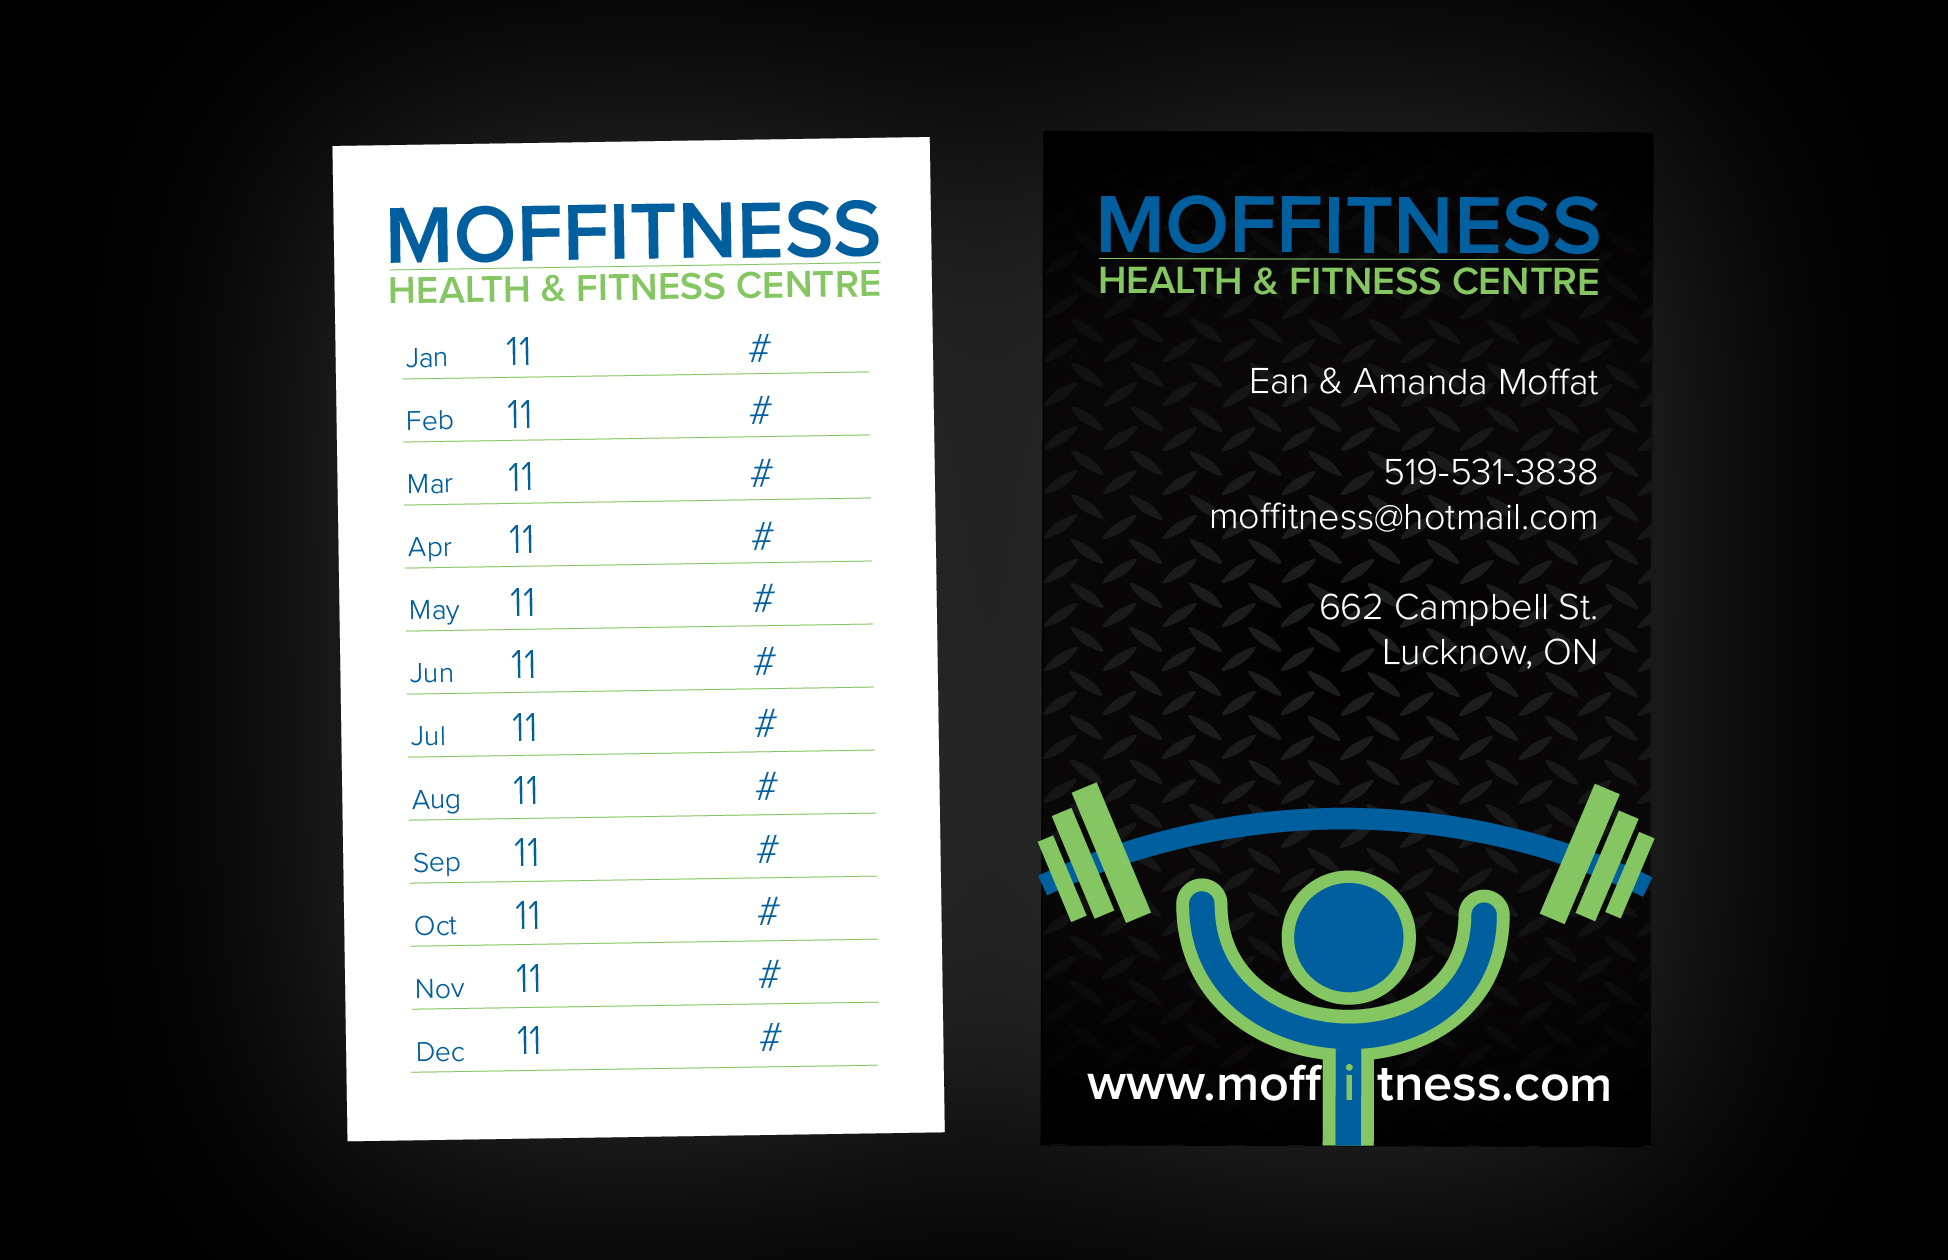 MOFFITNESS
HEALTH & FITNESS CENTRE
Jan 11 #
Feb 11 #
Mar 11 #
Apr 11 #
May 11 #
Jun 11 #
Jul 11 #
Aug 11 #
Sep 11 #
Oct 11 #
Nov 11 #
Dec 11 #
MOFFITNESS
HEALTH & FITNESS CENTRE
Ean & Amanda Moffat
519-531-3838
moffitness@hotmail.com
662 Campbell St.
Lucknow, ON
www.moffitness.com